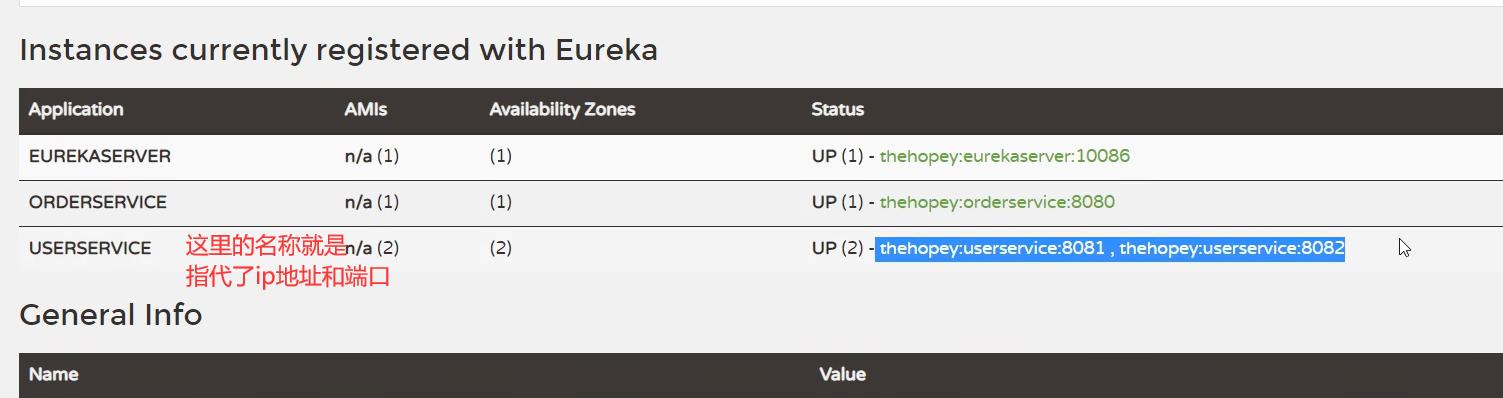 Instances currently registered with Eureka
Application AMIs Availability Zones Status
EUREKASERVER n/a (1) (1) UP (1) - thehopey:eurekaserver:10086
ORDERSERVICE n/a (1) (1) UP (1) - thehopey:orderservice:8080
USERSERVICE 这里的名称就是 n/a (2) (2) UP (2) - thehopey:userservice:8081 , thehopey:userservice:8082
指代了ip地址和端口
General Info
Name Value